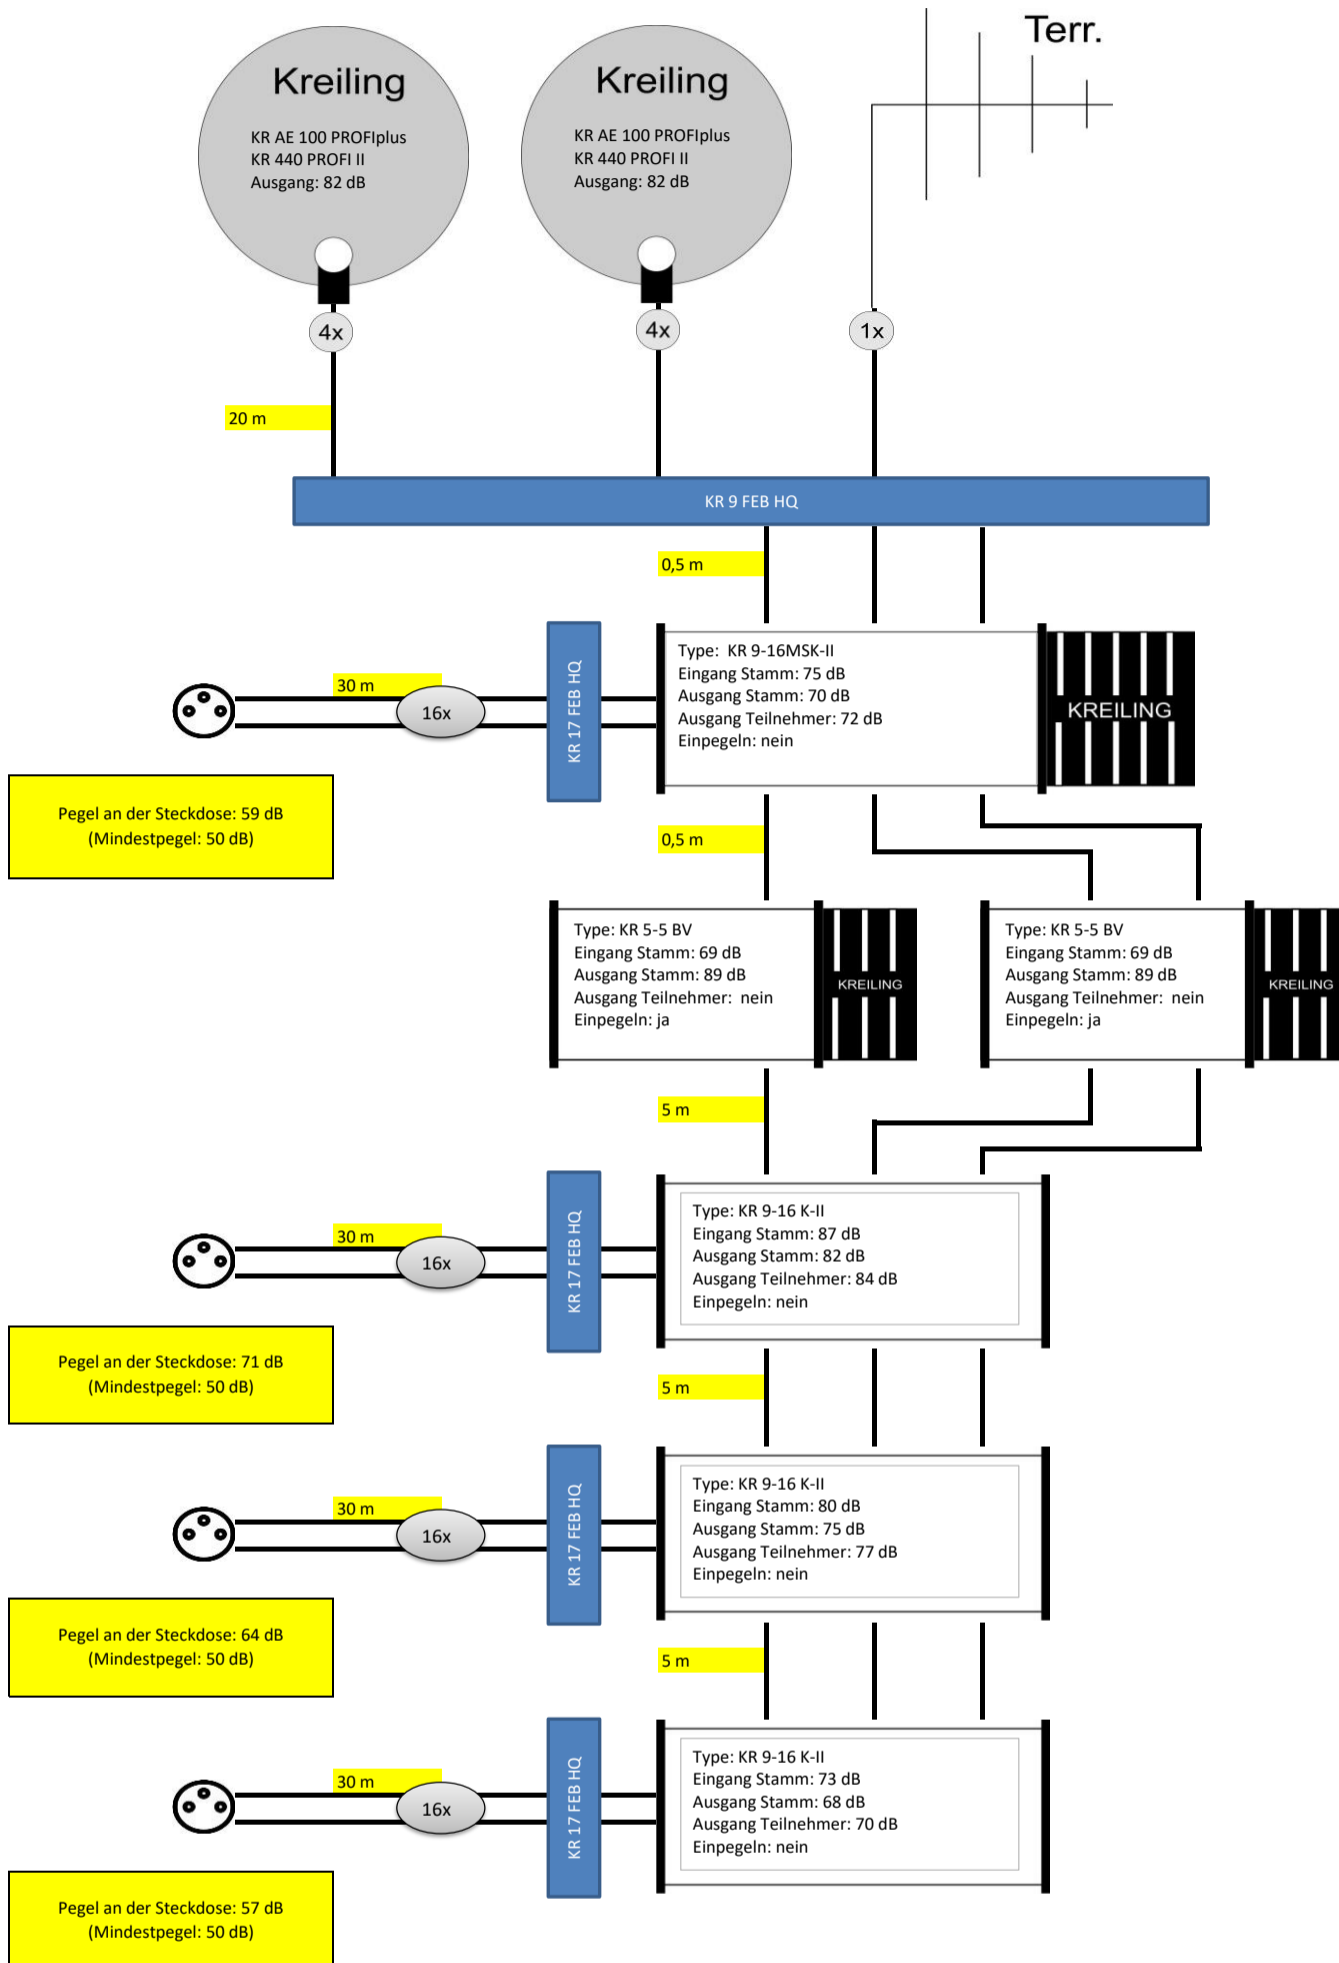 Terr.
Kreiling
KR AE 100 PROFIplus
KR 440 PROFI II
Ausgang: 82 dB
Kreiling
KR AE 100 PROFIplus
KR 440 PROFI II
Ausgang: 82 dB
4x
4x
1x
20 m
KR 9 FEB HQ
0,5 m
30 m
16x
KR 17 FEB HQ
Type:  KR 9-16MSK-II
Eingang Stamm: 75 dB
Ausgang Stamm: 70 dB
Ausgang Teilnehmer: 72 dB
Einpegeln: nein
KREILING
Pegel an der Steckdose: 59 dB
(Mindestpegel: 50 dB)
0,5 m
Type: KR 5-5 BV
Eingang Stamm: 69 dB
Ausgang Stamm: 89 dB
Ausgang Teilnehmer:  nein
Einpegeln: ja
KREILING
Type: KR 5-5 BV
Eingang Stamm: 69 dB
Ausgang Stamm: 89 dB
Ausgang Teilnehmer:  nein
Einpegeln: ja
KREILING
5 m
30 m
16x
KR 17 FEB HQ
Type: KR 9-16 K-II
Eingang Stamm: 87 dB
Ausgang Stamm: 82 dB
Ausgang Teilnehmer: 84 dB
Einpegeln: nein
Pegel an der Steckdose: 71 dB
(Mindestpegel: 50 dB)
5 m
30 m
16x
KR 17 FEB HQ
Type: KR 9-16 K-II
Eingang Stamm: 80 dB
Ausgang Stamm: 75 dB
Ausgang Teilnehmer: 77 dB
Einpegeln: nein
Pegel an der Steckdose: 64 dB
(Mindestpegel: 50 dB)
5 m
30 m
16x
KR 17 FEB HQ
Type: KR 9-16 K-II
Eingang Stamm: 73 dB
Ausgang Stamm: 68 dB
Ausgang Teilnehmer: 70 dB
Einpegeln: nein
Pegel an der Steckdose: 57 dB
(Mindestpegel: 50 dB)